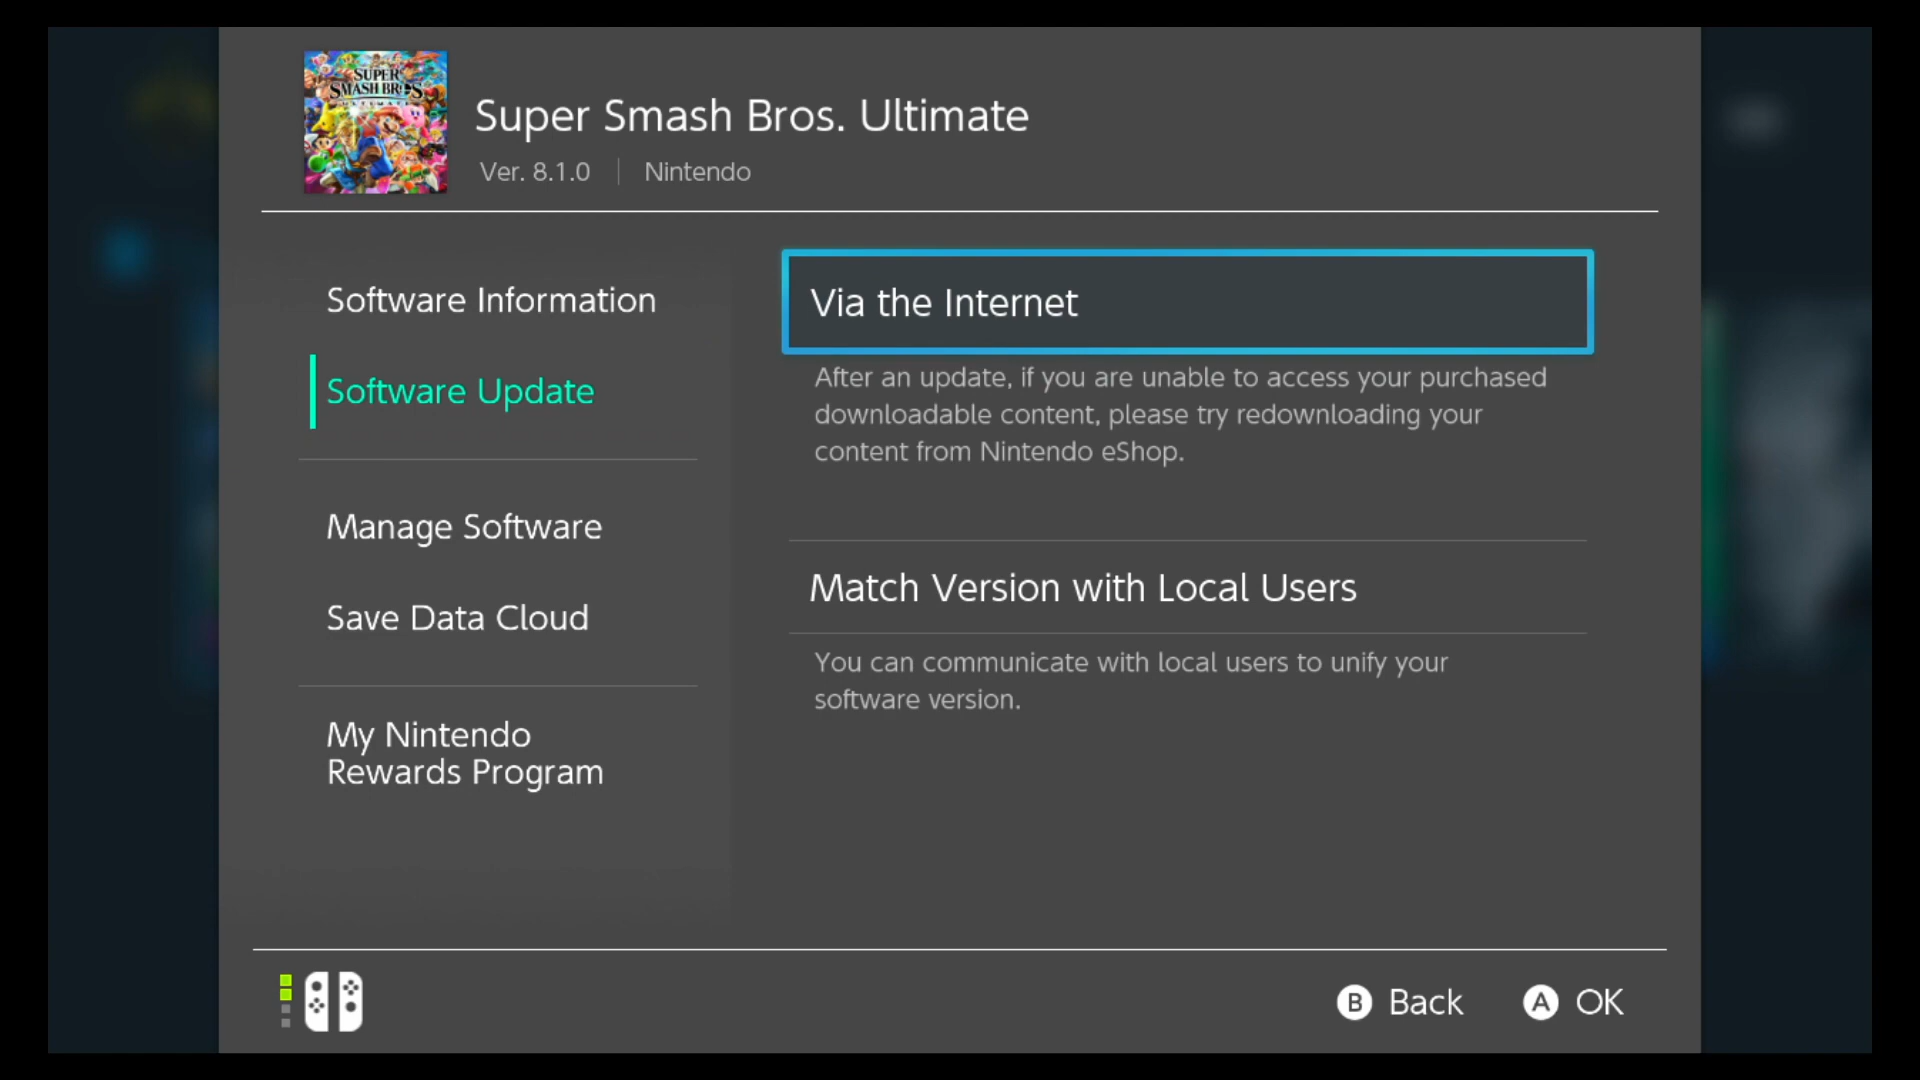 SUPER
SMASH BROS
ULTIMATE
Super Smash Bros. Ultimate
Ver. 8.1.0 | Nintendo
Software Information
Software Update
Manage Software
Save Data Cloud
My Nintendo
Rewards Program
Via the Internet
After an update, if you are unable to access your purchased
downloadable content, please try redownloading your
content from Nintendo eShop.
Match Version with Local Users
You can communicate with local users to unify your
software version.
B Back A OK